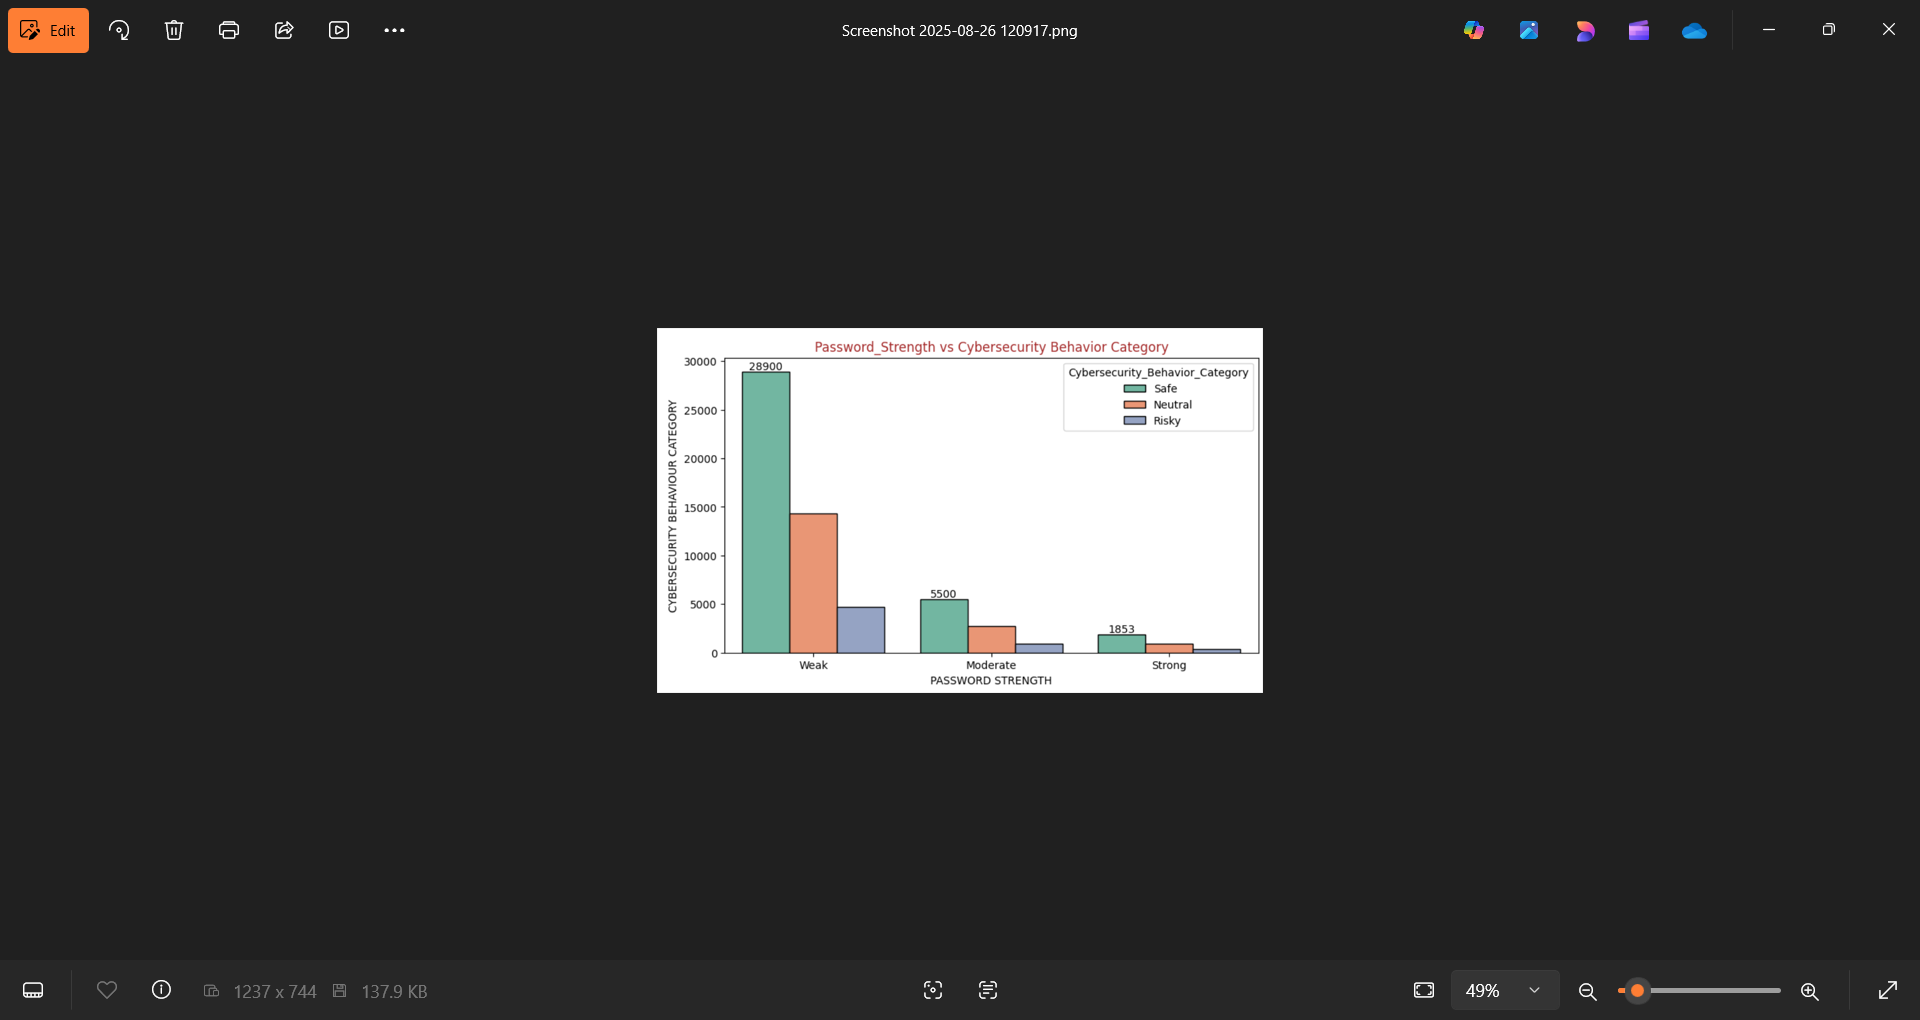 Edit
Screenshot 2025-08-26 120917.png
Password_Strength vs Cybersecurity Behavior Category
30000
28900
Cybersecurity_Behavior_Category
Safe
Neutral
Risky
25000
20000
15000
10000
5000
0
CYBERSECURITY BEHAVIOUR CATEGORY
5500
1853
Weak
Moderate
Strong
PASSWORD STRENGTH
1237 x 744
137.9 KB
49%